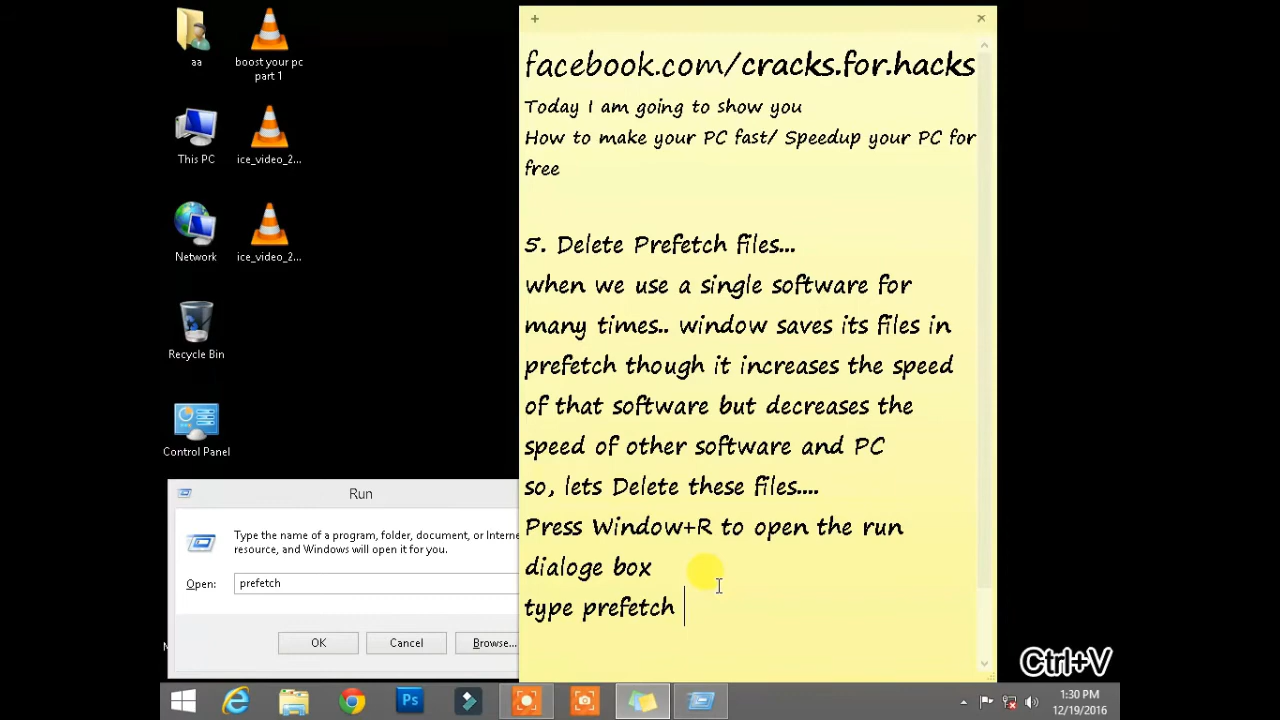 aa
boost your pc
part 1
This PC
ice_video_2...
Network
ice_video_2...
Recycle Bin
Control Panel
+
×
facebook.com/cracks.for.hacks
Today I am going to show you
How to make your PC fast/ Speedup your PC for
free
5. Delete Prefetch files...
when we use a single software for
many times.. window saves its files in
prefetch though it increases the speed
of that software but decreases the
speed of other software and PC
so, lets Delete these files....
Press Window+R to open the run
dialoge box
type prefetch
Run
Type the name of a program, folder, document, or Interne
resource, and Windows will open it for you.
Open: prefetch
OK Cancel Browse...
Ctrl+V
Ps
1:30 PM
12/19/2016